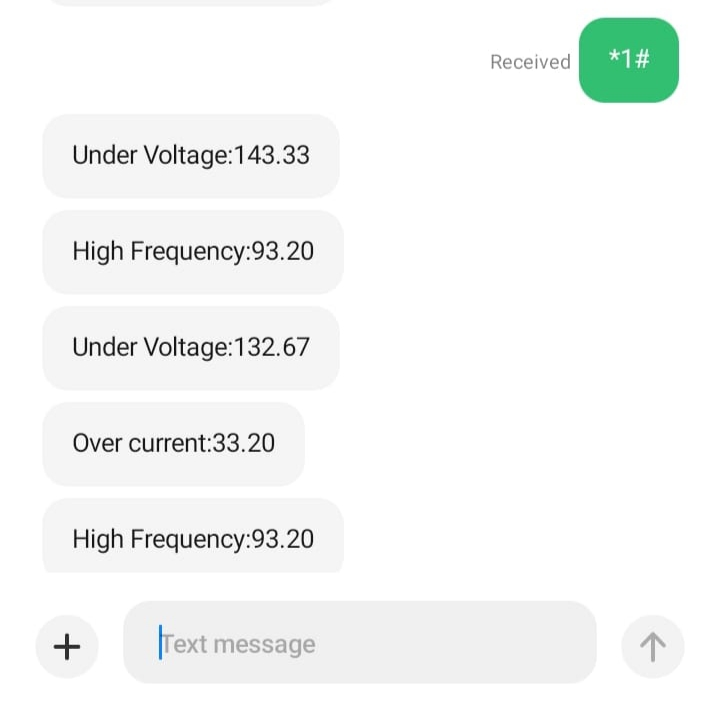 Received
*1#
Under Voltage:143.33
High Frequency:93.20
Under Voltage:132.67
Over current:33.20
High Frequency:93.20
Text message